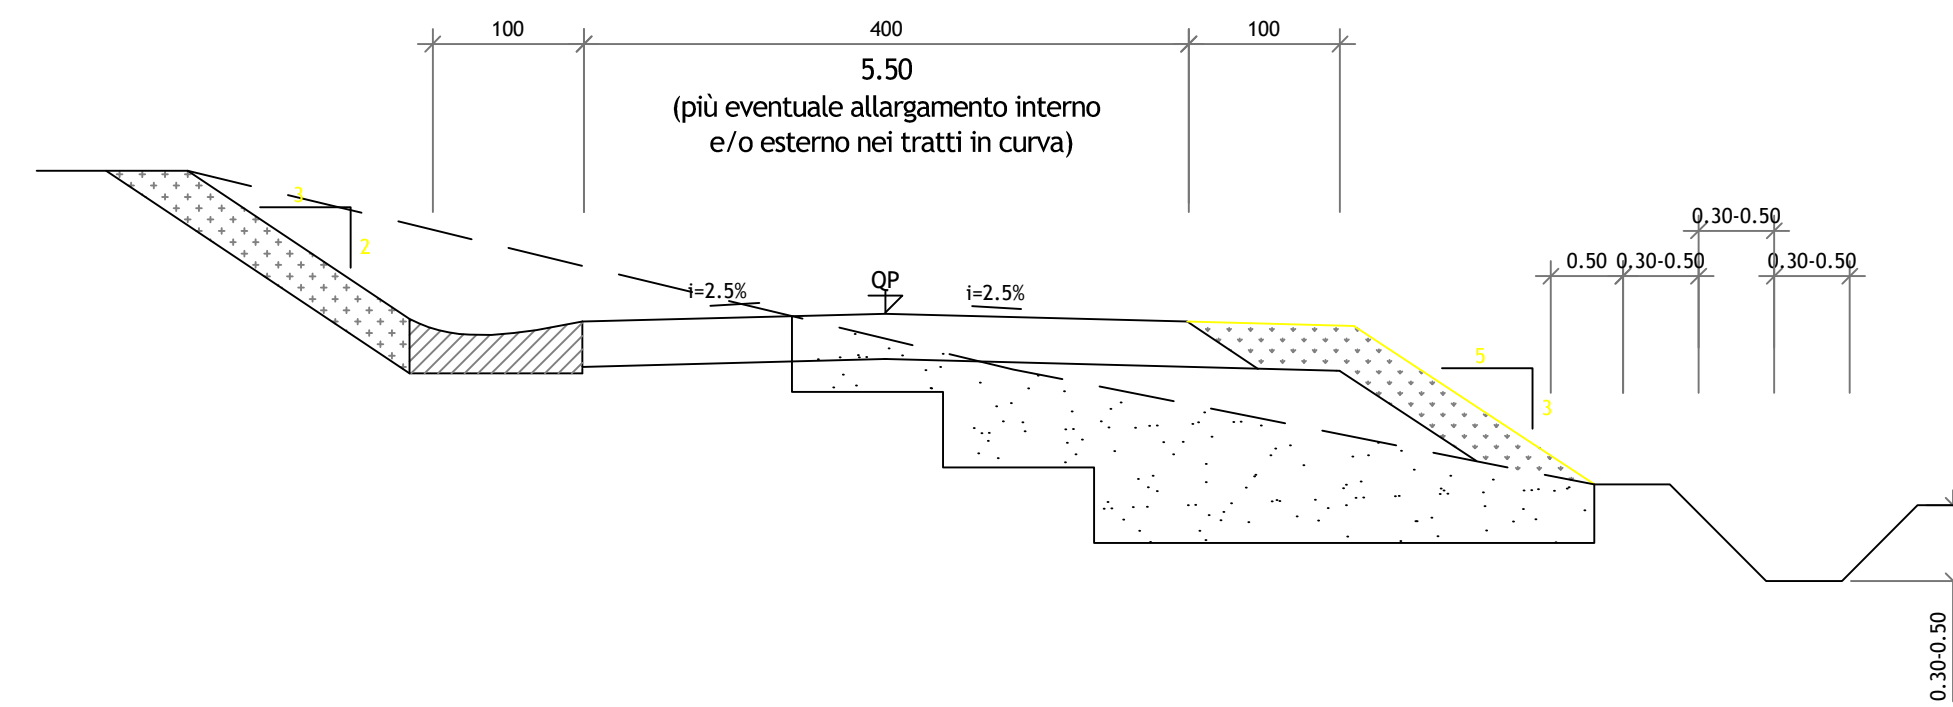 100
400
100
5.50
(più eventuale allargamento interno
e/o esterno nei tratti in curva)
3
2
i=2.5%
QP
i=2.5%
5
3
0.30-0.50
0.50
0.30-0.50
0.30-0.50
0.30-0.50